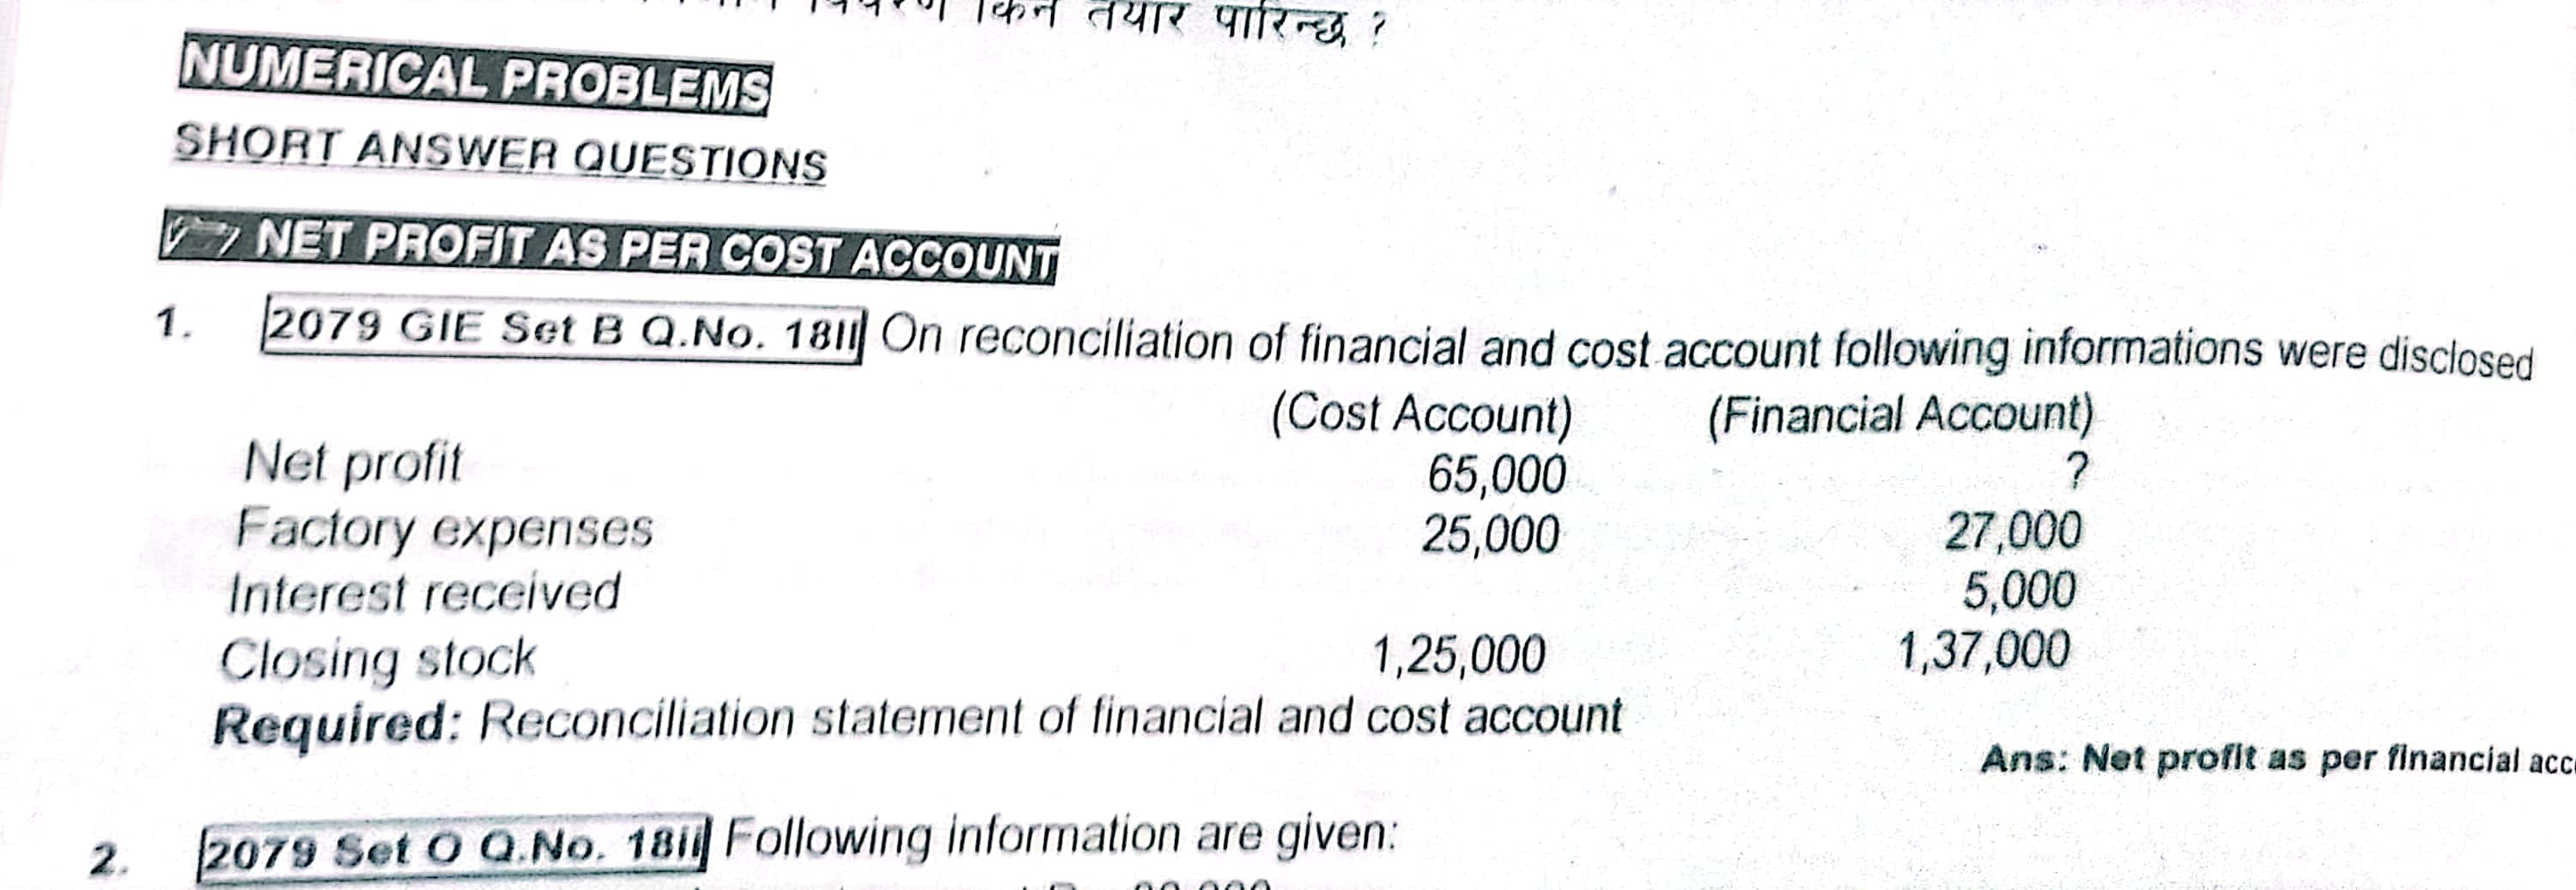 किन तयार पारिन्छ ?
NUMERICAL PROBLEMS
SHORT ANSWER QUESTIONS
NET PROFIT AS PER COST ACCOUNT
1. 2079 GIE Set B Q.No. 18II On reconciliation of financial and cost account following informations were disclosed
(Cost Account) (Financial Account)
Net profit 65,000 ?
Factory expenses 25,000 27,000
Interest received 5,000
Closing stock 1,25,000 1,37,000
Required: Reconciliation statement of financial and cost account
Ans: Net profit as per financial acc
2. 2079 Set O Q.No. 18ii Following information are given: